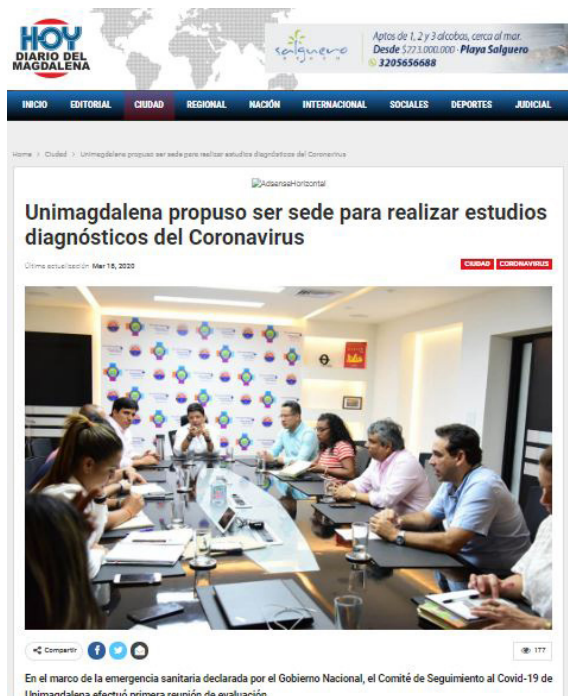 HOY
DIARIO DEL
MAGDALENA
salguero
Aptos de 1, 2 y 3 alcobas, cerca al mar.
Desde $273.000.000 - Playa Salguero
3205656688
INICIO EDITORIAL CIUDAD REGIONAL NACIÓN INTERNACIONAL SOCIALES DEPORTES JUDICIAL
Home > Ciudad > Unimagdalena propuso ser sede para realizar estudios diagnósticos del Coronavirus
AdsenseHorizontal
Unimagdalena propuso ser sede para realizar estudios
diagnósticos del Coronavirus
Última actualización Mar 18, 2020
CIUDAD CORONAVIRUS
Compartir
177
En el marco de la emergencia sanitaria declarada por el Gobierno Nacional, el Comité de Seguimiento al Covid-19 de
Unimagdalena efectuó primera reunión de evaluación